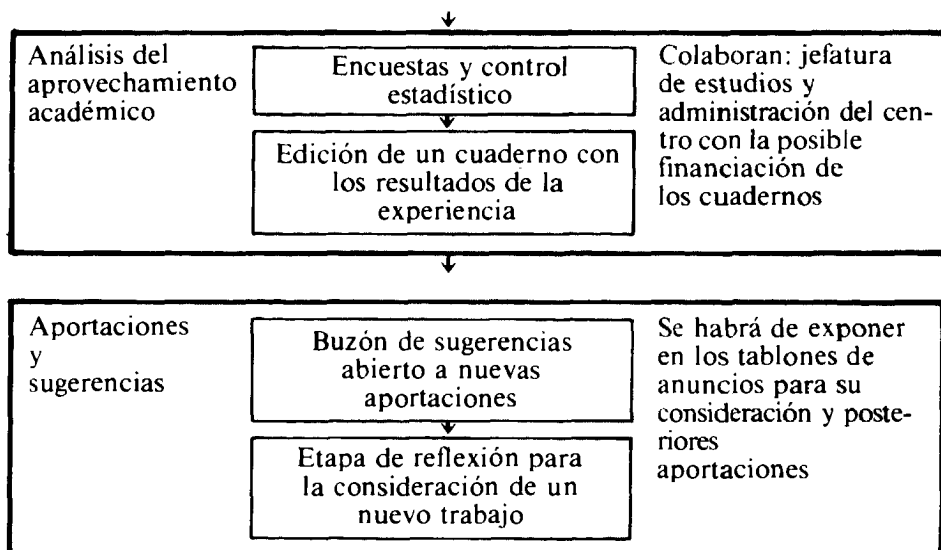 Análisis del
aprovechamiento
académico
Encuestas y control
estadístico
Edición de un cuaderno con
los resultados de la
experiencia
Colaboran: jefatura
de estudios y
administración del cen-
tro con la posible
financiación de
los cuadernos
Aportaciones
y
sugerencias
Buzón de sugerencias
abierto a nuevas
aportaciones
Etapa de reflexión para
la consideración de un
nuevo trabajo
Se habrá de exponer
en los tablones de
anuncios para su
consideración y poste-
riores
aportaciones